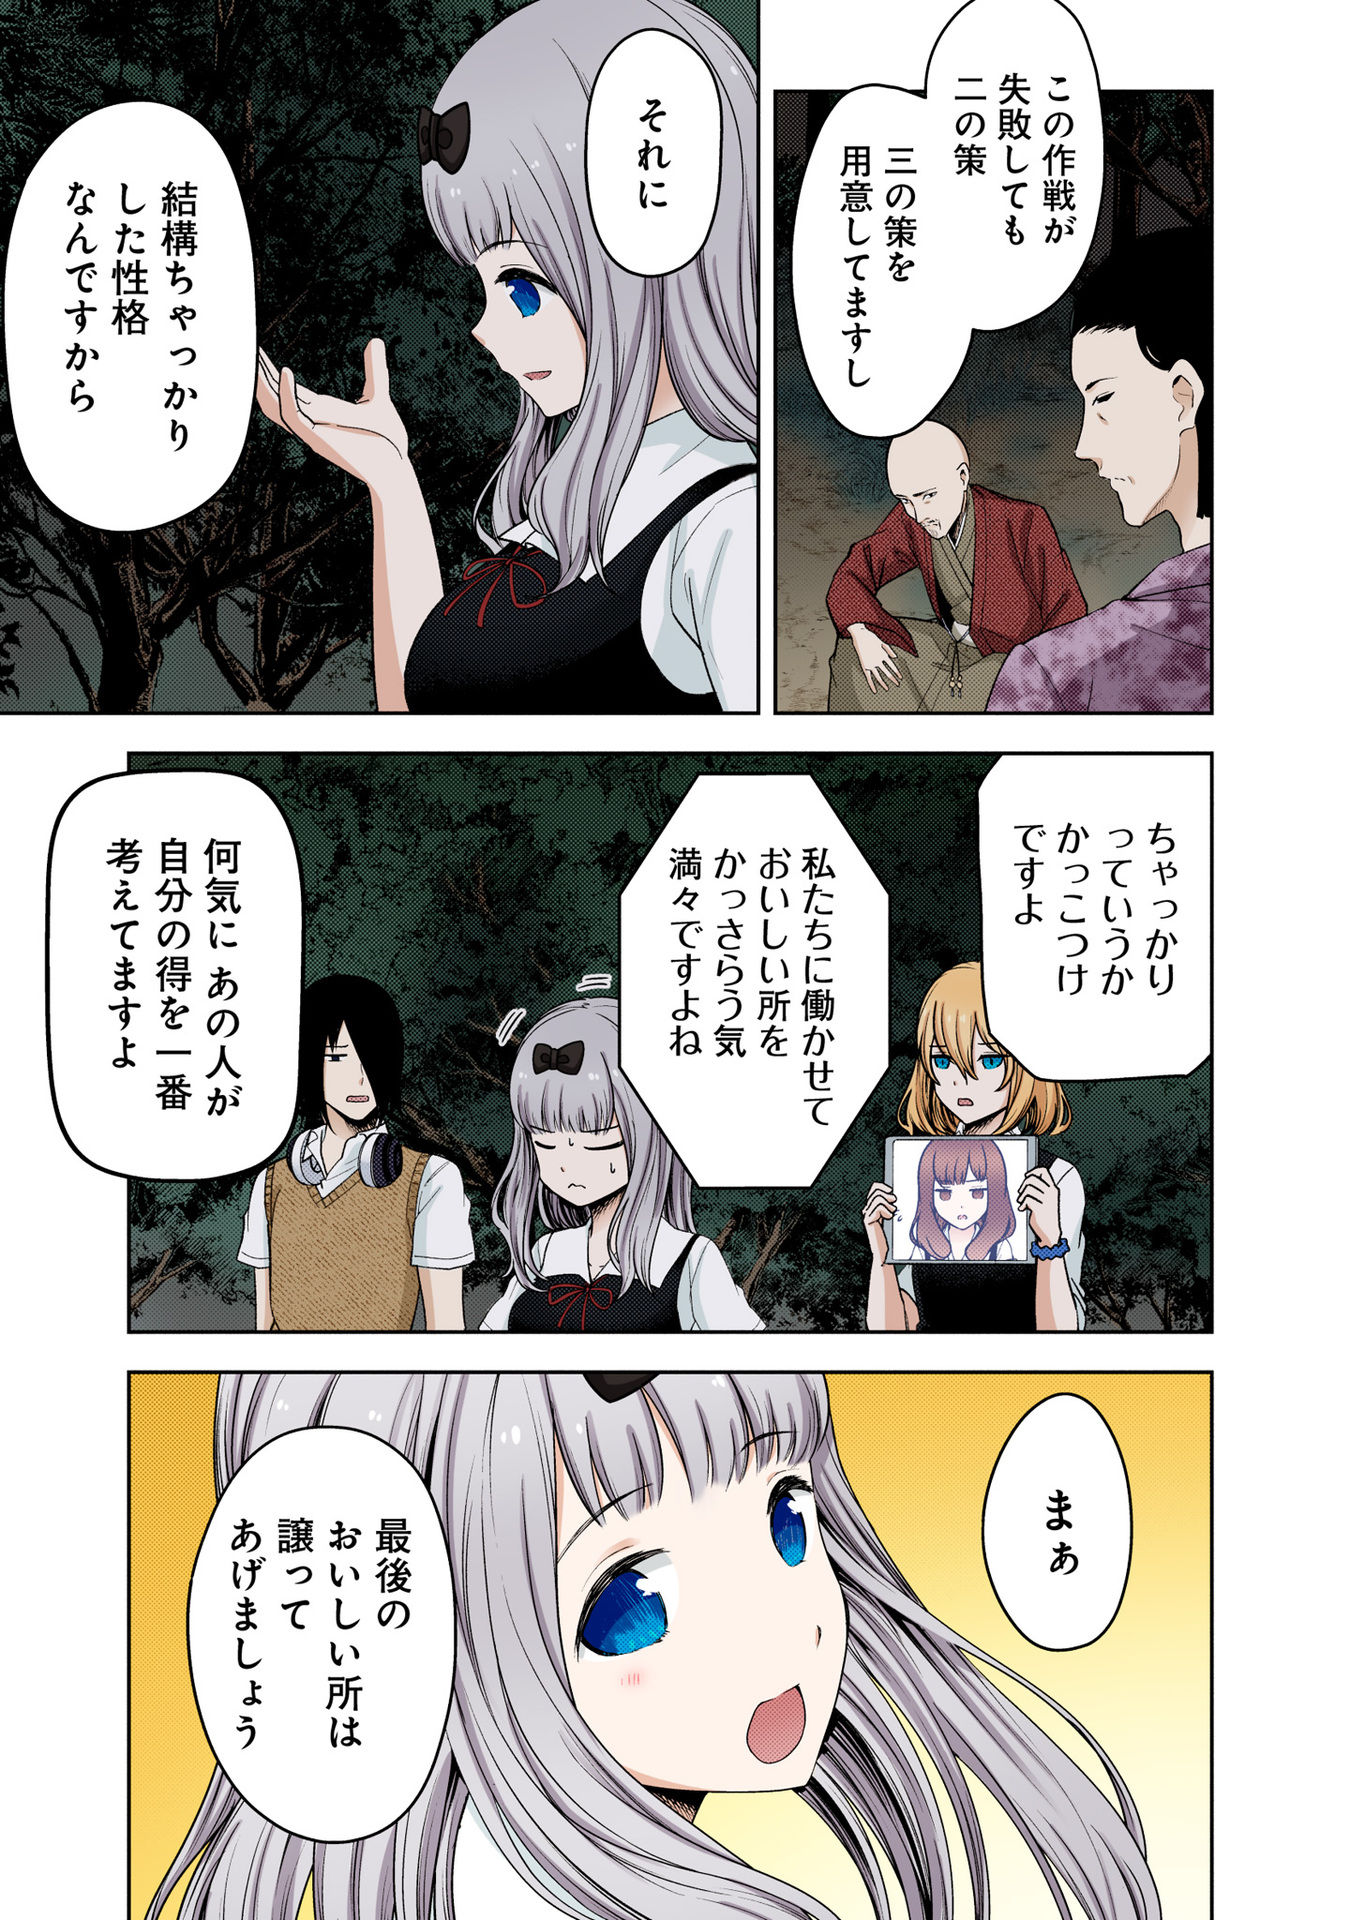 この作戦が
失敗しても
二の策
三の策を
用意してますし
それに
結構ちゃっかり
した性格
なんですから
ちゃっかり
っていうか
かっこつけ
ですよ
私たちに働かせて
おいしい所を
かっさらう気
満々ですよね
何気に あの人が
自分の得を一番
考えてますよ
まぁ
最後の
おいしい所は
譲って
あげましょう